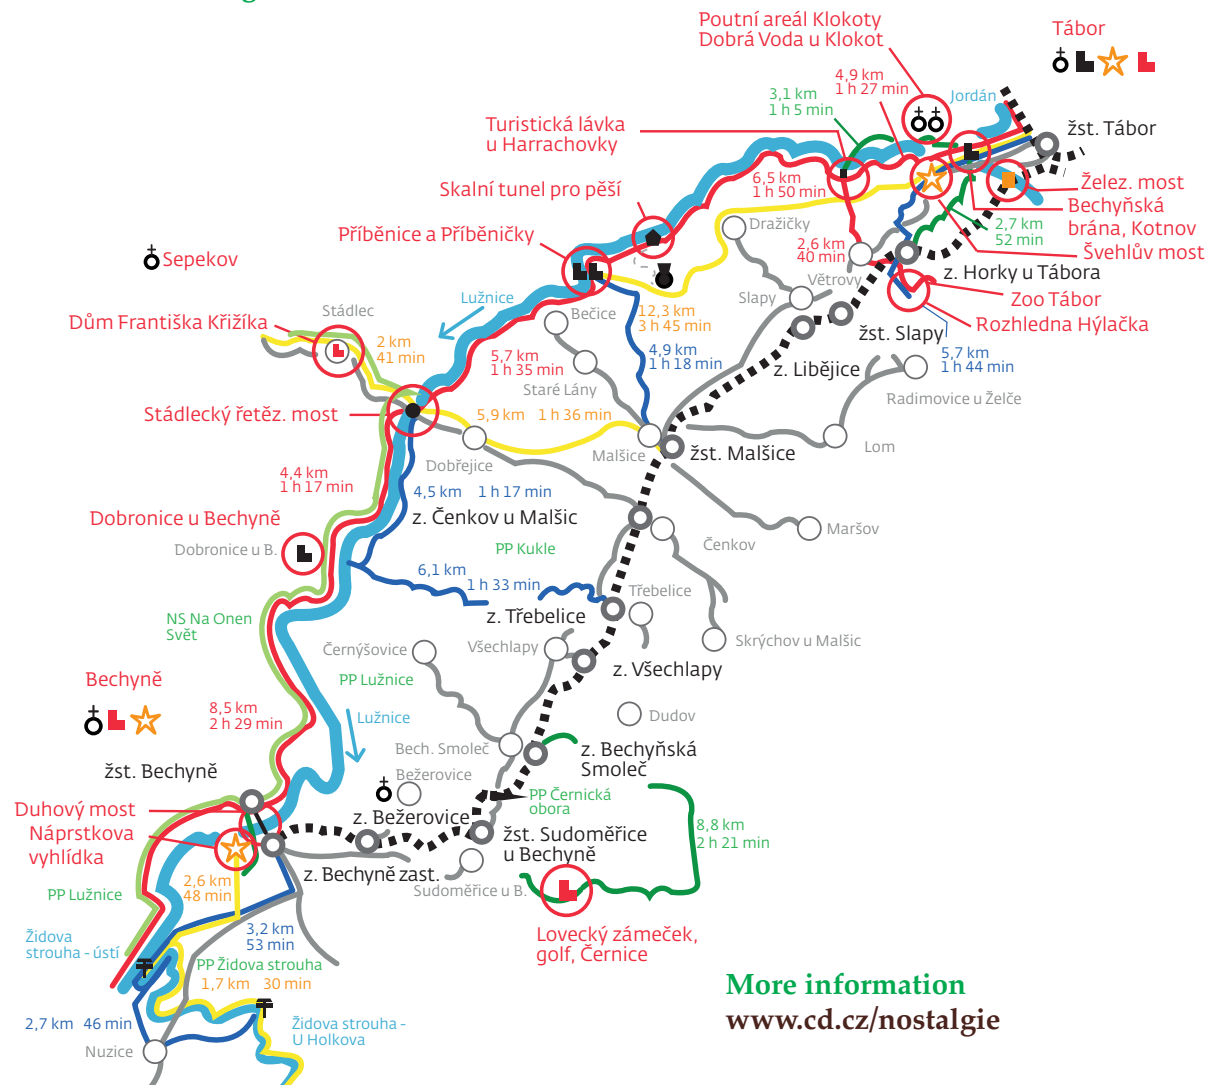 Poutní areál Klokoty
Dobrá Voda u Klokot
Tábor
4,9 km
1 h 27 min
3,1 km
1 h 5 min
Jordán
Turistická lávka
u Harrachovky
žst. Tábor
Skalní tunel pro pěší
6,5 km
1 h 50 min
Želez. most
Bechyňská
brána, Kotnov
Švehlův most
Příběnice a Příběničky
Dražičky
2,7 km
52 min
2,6 km
40 min
Sepekov
Větrovy
z. Horky u Tábora
Lužnice
Slapy
Zoo Tábor
Rozhledna Hýlačka
Stádlec
Dům Františka Křižíka
Bečice
12,3 km
3 h 45 min
žst. Slapy
2 km
41 min
5,7 km
1 h 35 min
4,9 km
1 h 18 min
5,7 km
1 h 44 min
z. Libějice
Staré Lány
Radimovice u Želče
Stádlecký řetěz. most
5,9 km 1 h 36 min
Malšice
žst. Malšice
Lom
Dobřejice
4,4 km
1 h 17 min
4,5 km 1 h 17 min
Dobronice u Bechyně
z. Čenkov u Malšic
Maršov
Dobronice u B.
PP Kukle
Čenkov
6,1 km
1 h 33 min
Třebelice
NS Na Onen
Svět
z. Třebelice
Skrýchov u Malšic
Černýšovice
Všechlapy
z. Všechlapy
Bechyně
PP Lužnice
8,5 km
2 h 29 min
Lužnice
Dudov
Bech. Smoleč
z. Bechyňská
Smoleč
žst. Bechyně
Bežerovice
PP Černická
obora
Duhový most
Náprstkova
vyhlídka
z. Bežerovice
žst. Sudoměřice
u Bechyně
8,8 km
2 h 21 min
z. Bechyně zast.
Sudoměřice u B.
PP Lužnice
2,6 km
48 min
3,2 km
53 min
Židova
strouha - ústí
Lovecký zámeček,
golf, Černice
PP Židova strouha
1,7 km 30 min
More information
www.cd.cz/nostalgie
2,7 km 46 min
Židova strouha -
U Holkova
Nuzice